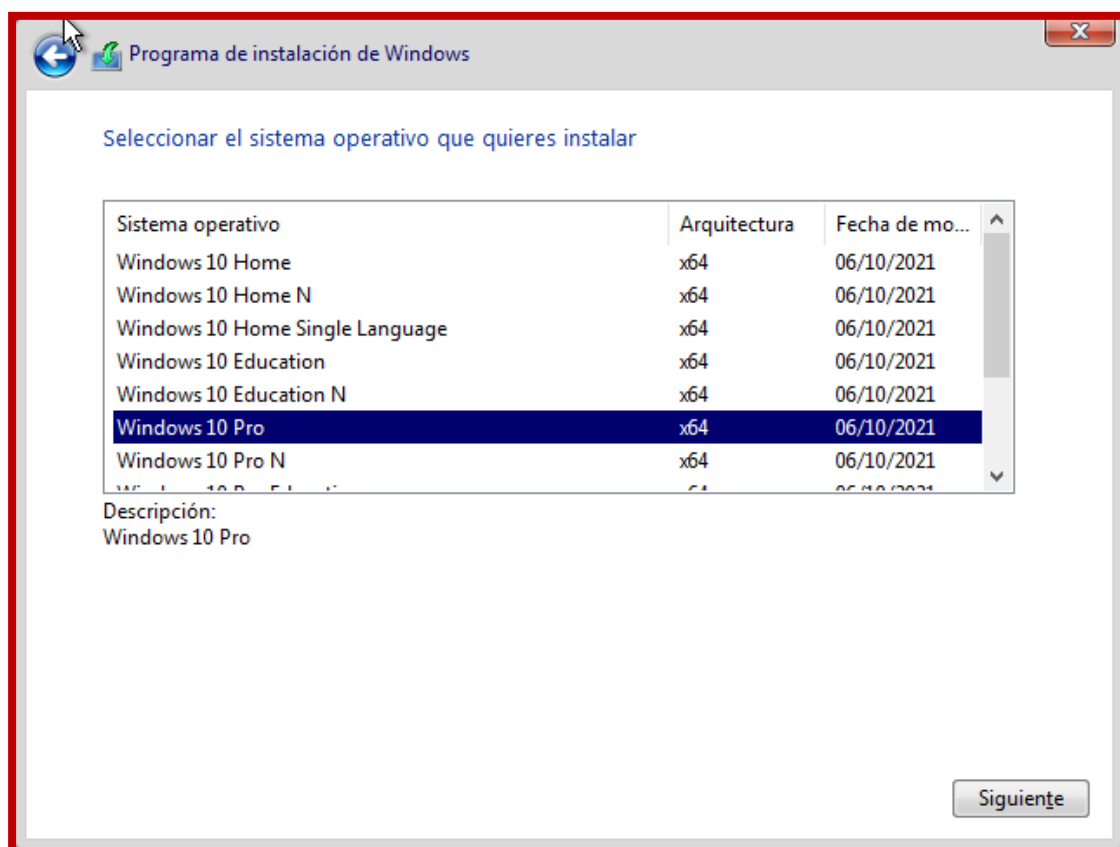 Programa de instalación de Windows
Seleccionar el sistema operativo que quieres instalar
Sistema operativo Arquitectura Fecha de mo...
Windows 10 Home x64 06/10/2021
Windows 10 Home N x64 06/10/2021
Windows 10 Home Single Language x64 06/10/2021
Windows 10 Education x64 06/10/2021
Windows 10 Education N x64 06/10/2021
Windows 10 Pro x64 06/10/2021
Windows 10 Pro N x64 06/10/2021
Descripción:
Windows 10 Pro
Siguiente